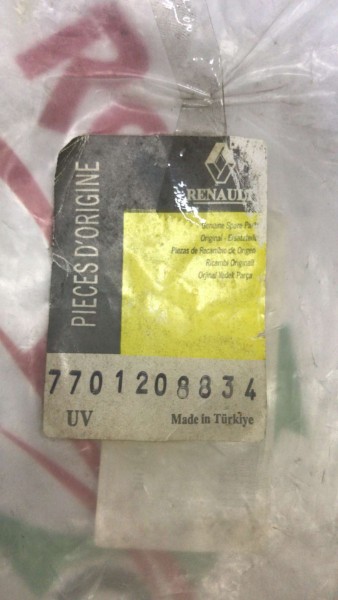 PIECES D'ORIGINE
RENAULT
Genuine Spare Parts
Original - Ersatzteile
Piezas de Recambio de Origen
Ricambi Originali
Orjinal Yedek Parça
7701208834
UV
Made in Türkiye